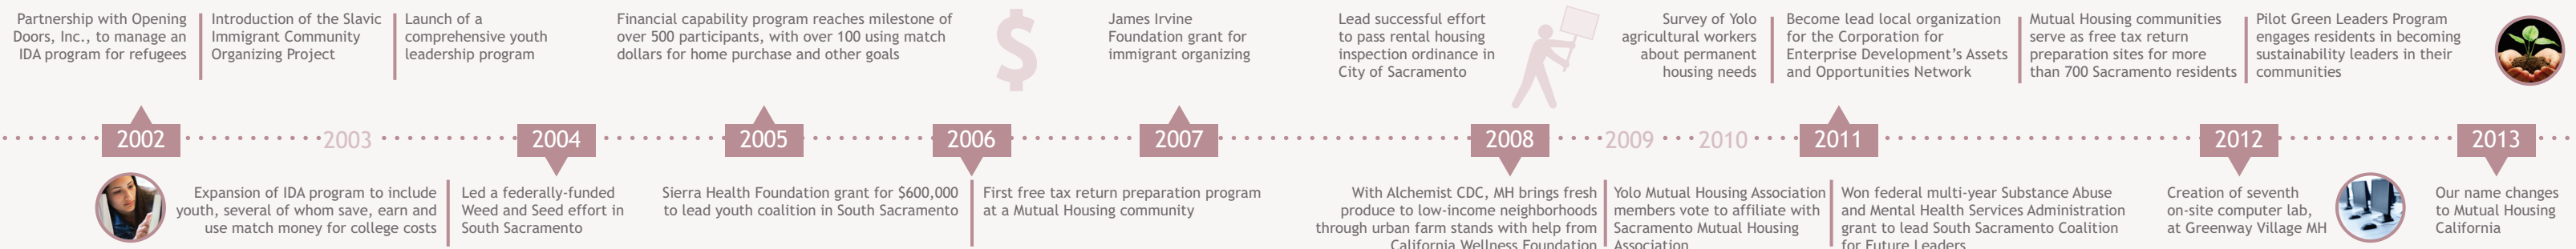 Partnership with Opening
Doors, Inc., to manage an
IDA program for refugees
Introduction of the Slavic
Immigrant Community
Organizing Project
Launch of a
comprehensive youth
leadership program
Financial capability program reaches milestone of
over 500 participants, with over 100 using match
dollars for home purchase and other goals
$
James Irvine
Foundation grant for
immigrant organizing
Lead successful effort
to pass rental housing
inspection ordinance in
City of Sacramento
Survey of Yolo
agricultural workers
about permanent
housing needs
Become lead local organization
for the Corporation for
Enterprise Development's Assets
and Opportunities Network
Mutual Housing communities
serve as free tax return
preparation sites for more
than 700 Sacramento residents
Pilot Green Leaders Program
engages residents in becoming
sustainability leaders in their
communities
2002 2003 2004 2005 2006 2007 2008 2009 2010 2011 2012 2013
Expansion of IDA program to include
youth, several of whom save, earn and
use match money for college costs
Led a federally-funded
Weed and Seed effort in
South Sacramento
Sierra Health Foundation grant for $600,000
to lead youth coalition in South Sacramento
First free tax return preparation program
at a Mutual Housing community
With Alchemist CDC, MH brings fresh
produce to low-income neighborhoods
through urban farm stands with help from
California Wellness Foundation
Yolo Mutual Housing Association
members vote to affiliate with
Sacramento Mutual Housing
Association
Won federal multi-year Substance Abuse
and Mental Health Services Administration
grant to lead South Sacramento Coalition
for Future Leaders
Creation of seventh
on-site computer lab,
at Greenway Village MH
Our name changes
to Mutual Housing
California